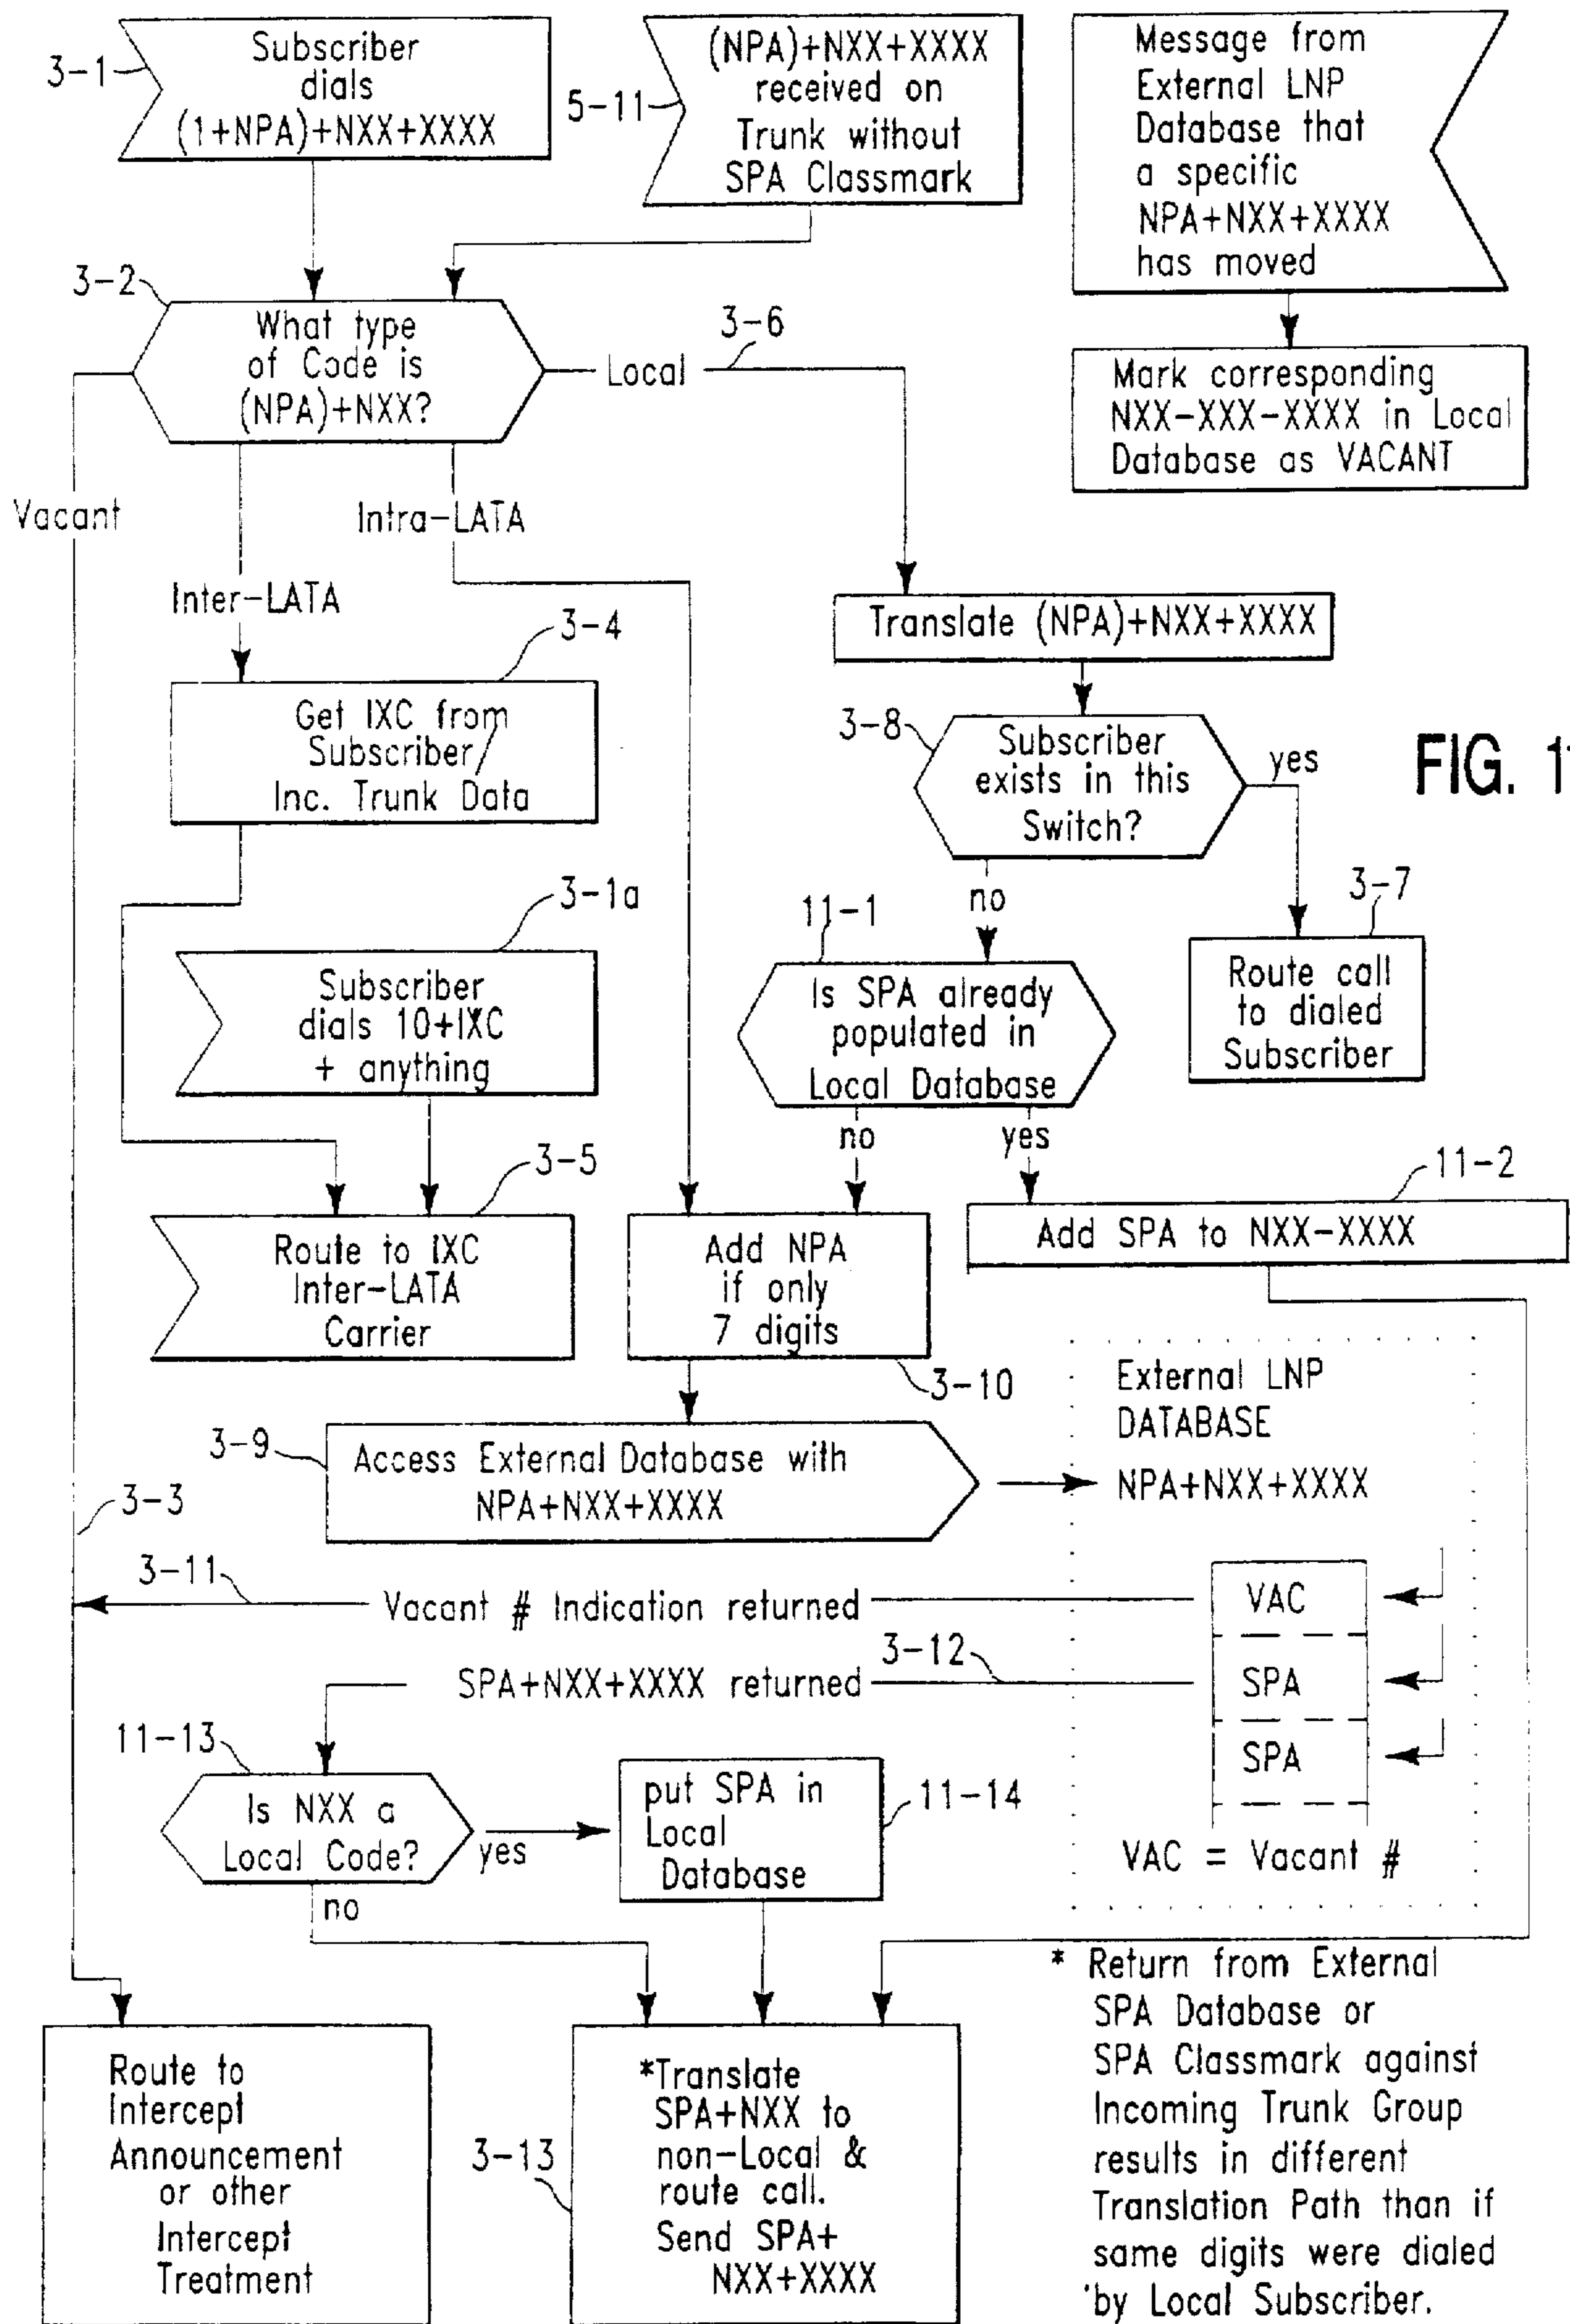 3-1
Subscriber
dials
(1+NPA)+NXX+XXXX
5-11
(NPA)+NXX+XXXX
received on
Trunk without
SPA Classmark
Message from
External LNP
Database that
a specific
NPA+NXX+XXXX
has moved
3-2
What type
of Code is
(NPA)+NXX?
Local
3-6
Mark corresponding
NXX-XXX-XXXX in Local
Database as VACANT
Vacant
Intra-LATA
Inter-LATA
Translate (NPA)+NXX+XXXX
3-4
Get IXC from
Subscriber/
Inc. Trunk Data
3-8
Subscriber
exists in this
Switch?
yes
no
FIG. 1
3-7
Route call
to dialed
Subscriber
3-1a
Subscriber
dials 10+IXC
+ anything
11-1
Is SPA already
populated in
Local Database
no
yes
3-5
Route to IXC
Inter-LATA
Carrier
Add NPA
if only
7 digits
3-10
11-2
Add SPA to NXX-XXXX
External LNP
DATABASE
NPA+NXX+XXXX
3-9
Access External Database with
NPA+NXX+XXXX
3-3
3-11
Vacant # Indication returned
VAC
3-12
SPA+NXX+XXXX returned
SPA
SPA
VAC = Vacant #
11-13
Is NXX a
Local Code?
yes
no
put SPA in
Local
Database
11-14
Route to
Intercept
Announcement
or other
Intercept
Treatment
3-13
*Translate
SPA+NXX to
non-Local &
route call.
Send SPA+
NXX+XXXX
* Return from External
SPA Database or
SPA Classmark against
Incoming Trunk Group
results in different
Translation Path than if
same digits were dialed
by Local Subscriber.